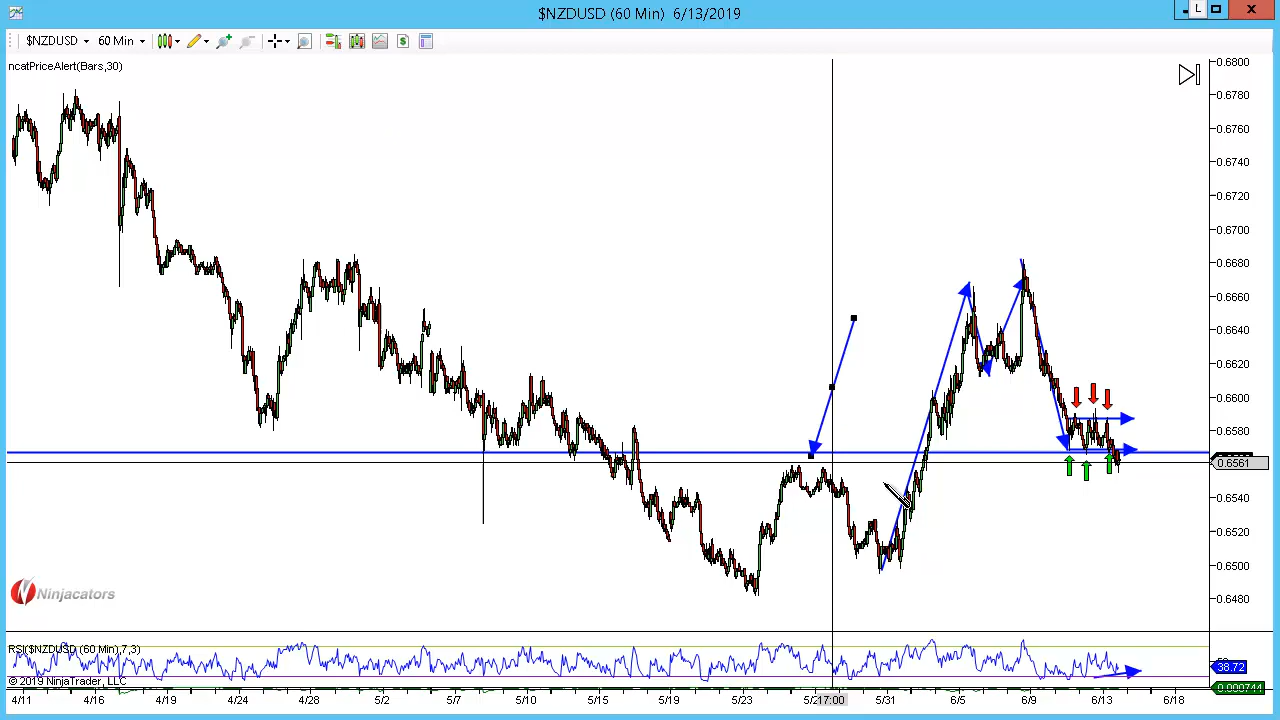 $NZDUSD (60 Min) 6/13/2019
L
$NZDUSD 60 Min
ncatPriceAlert(Bars,30)
0.6800
0.6780
0.6760
0.6740
0.6720
0.6700
0.6680
0.6660
0.6640
0.6620
0.6600
0.6580
0.6561
0.6540
0.6520
0.6500
0.6480
Ninjacators
RSI($NZDUSD (60 Min),7,3)
38.72
© 2019 NinjaTrader, LLC
0.000744
4/11 4/16 4/19 4/24 4/28 5/2 5/7 5/10 5/15 5/19 5/23 17:00 5/31 6/5 6/9 6/13 6/18